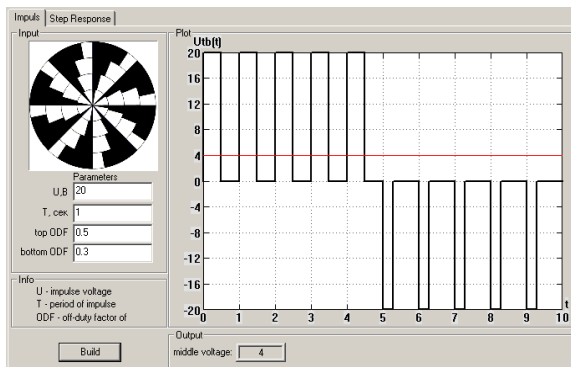 Impuls
Step Response
Input
Parameters
U,B 20
T, сек 1
top ODF 0.5
bottom ODF 0.3
Info
U - impulse voltage
T - period of impulse
ODF - off-duty factor of
Build
Plot
Utb(t)
20
16
12
8
4
0
-4
-8
-12
-16
-20
0 1 2 3 4 5 6 7 8 9 10
t
Output
middle voltage: 4